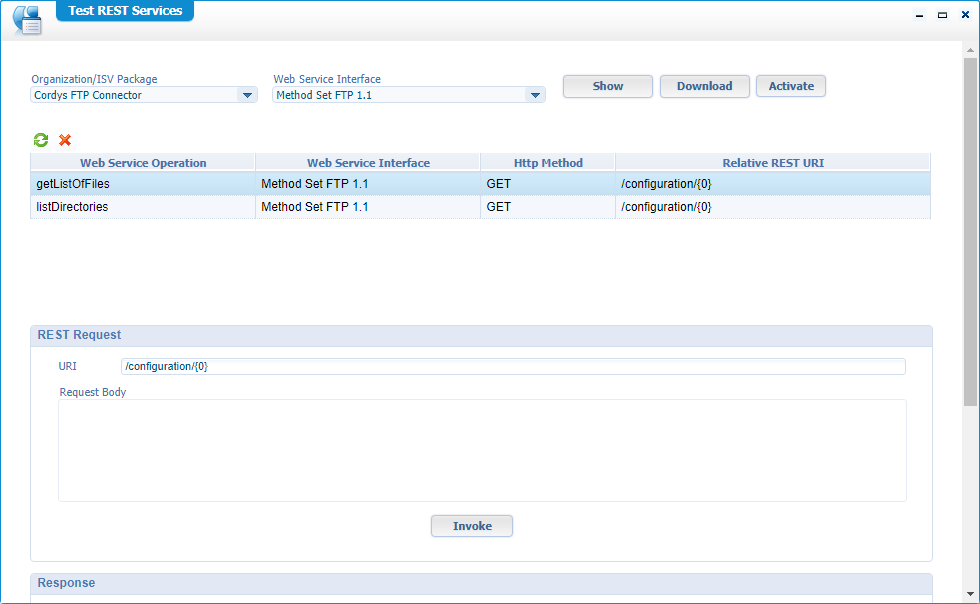 Test REST Services
Organization/ISV Package Web Service Interface
Cordys FTP Connector Method Set FTP 1.1 Show Download Activate
Web Service Operation Web Service Interface Http Method Relative REST URI
getListOfFiles Method Set FTP 1.1 GET /configuration/{0}
listDirectories Method Set FTP 1.1 GET /configuration/{0}
REST Request
URI /configuration/{0}
Request Body
Invoke
Response